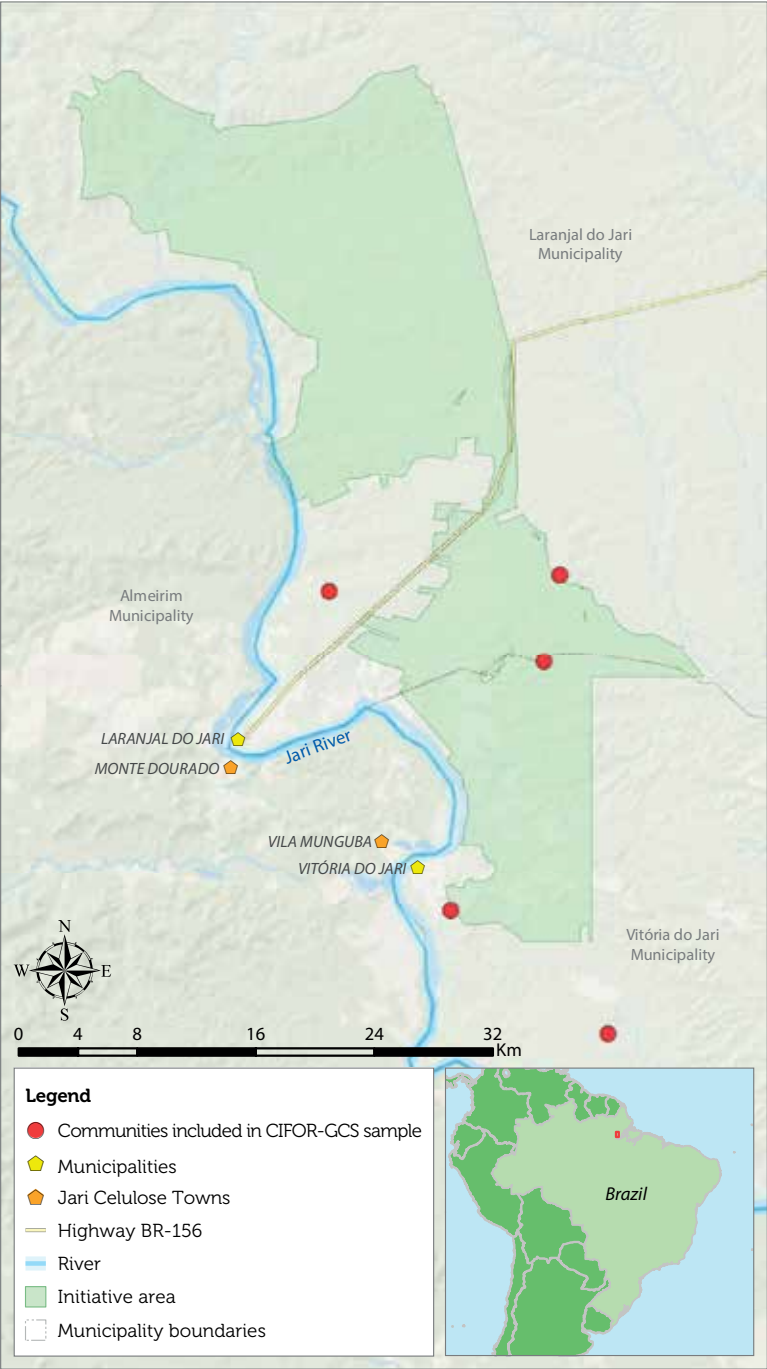 Laranjal do Jari
Municipality
Almeirim
Municipality
LARANJAL DO JARI
Jari River
MONTE DOURADO
VILA MUNGUBA
VITÓRIA DO JARI
Vitória do Jari
Municipality
N
W
E
S
0 4 8 16 24 32
Km
Legend
Communities included in CIFOR-GCS sample
Municipalities
Jari Celulose Towns
Highway BR-156
River
Initiative area
Municipality boundaries
Brazil